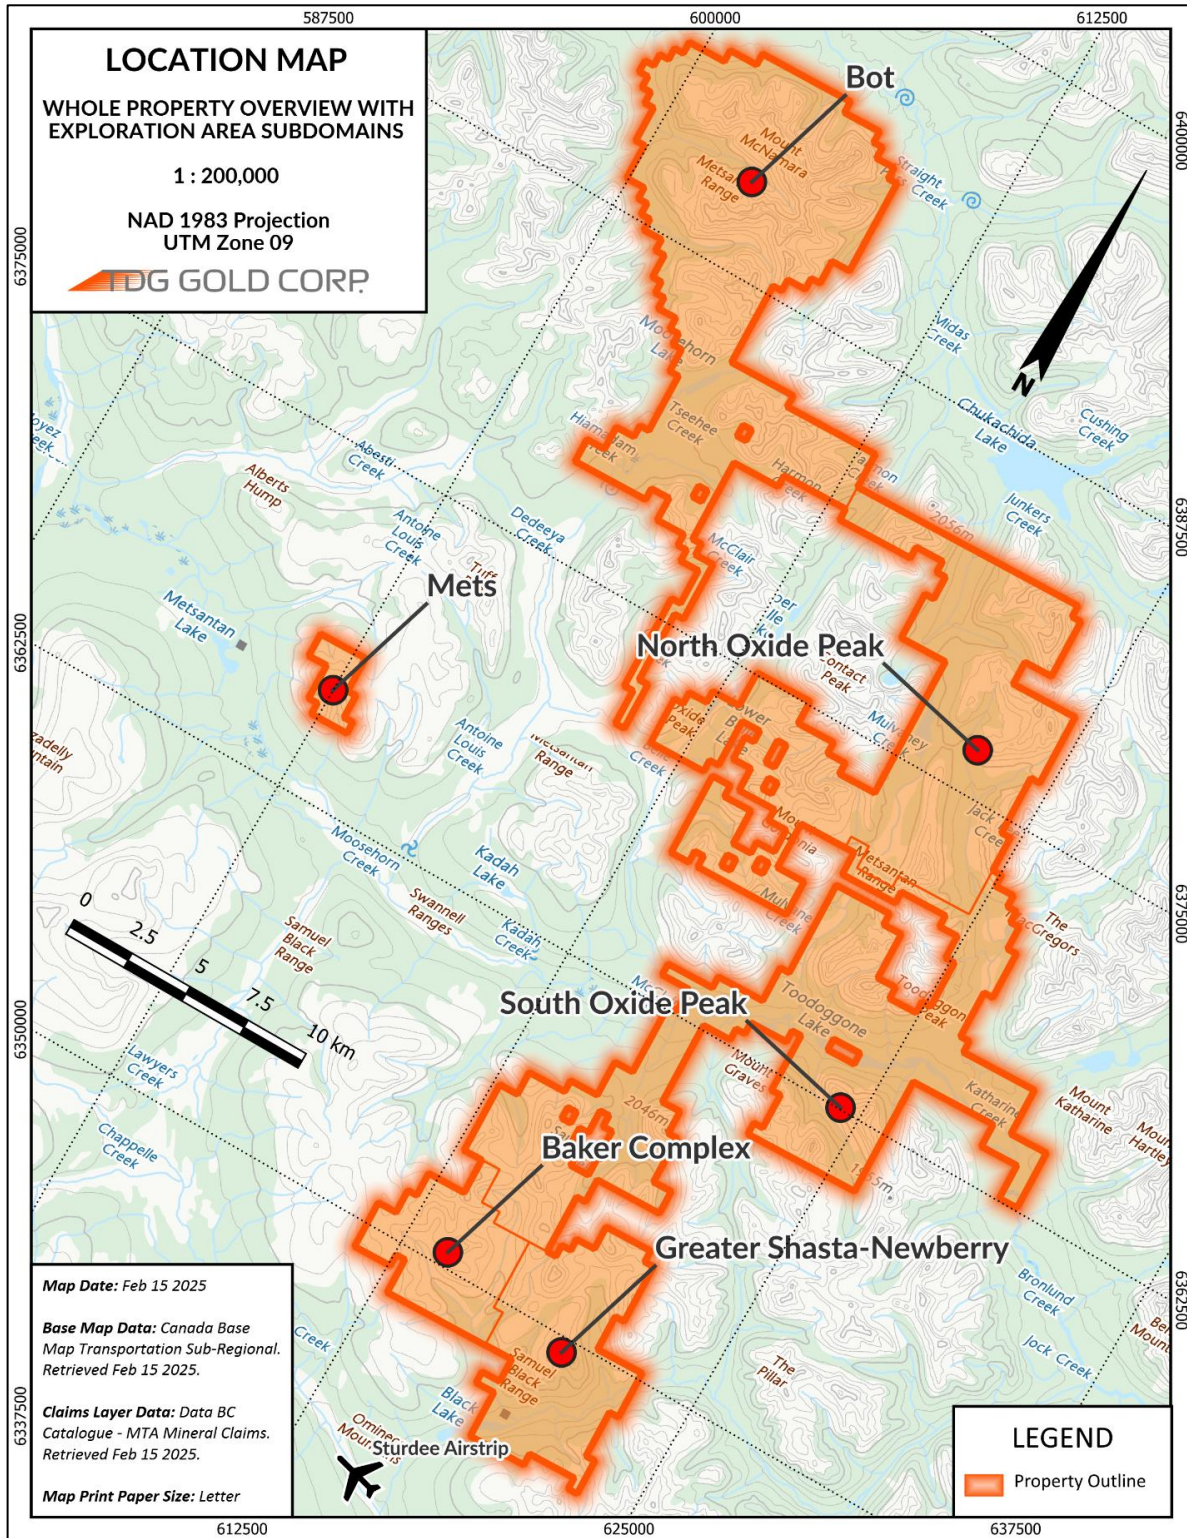 587500
600000
612500
LOCATION MAP
WHOLE PROPERTY OVERVIEW WITH
EXPLORATION AREA SUBDOMAINS
1 : 200,000
NAD 1983 Projection
UTM Zone 09
TDG GOLD CORP.
6400000
6375000
6387500
6362500
6375000
6350000
6362500
6337500
Bot
Mount
McNamara
Range
Straight
Creek
Midas
Creek
N
Moosehorn
Lake
Tseehee
Creek
Chukachida
Lake
Cushing
Creek
Harmon
Junkers
Creek
2056m
Abesti
Creek
Alberts
Hump
Antoine
Louis
Creek
Dedeeya
Creek
McClair
Creek
Tuff
Mets
Metsantan
Lake
North Oxide Peak
Contact
Peak
Oxide
Peak
Lake
Antoine
Louis
Creek
Range
Moosehorn
Creek
Kadah
Lake
Swannell
Ranges
Kadah
Creek
Samuel
Black
Range
Metsantan
Range
The
MacGregors
Toodoggone
Lake
Toodoggone
Peak
South Oxide Peak
0
2.5
5
7.5
10 km
Mount
Graves
Katharine
Creek
Mount
Katharine
Hartley
Lawyers
Creek
2046m
Chappelle
Creek
Baker Complex
Greater Shasta-Newberry
Bronlund
Creek
Jock Creek
The
Pillar
Samuel
Black
Range
Black
Lake
Creek
Sturdee Airstrip
Map Date: Feb 15 2025
Base Map Data: Canada Base
Map Transportation Sub-Regional.
Retrieved Feb 15 2025.
Claims Layer Data: Data BC
Catalogue - MTA Mineral Claims.
Retrieved Feb 15 2025.
Map Print Paper Size: Letter
LEGEND
Property Outline
612500
625000
637500